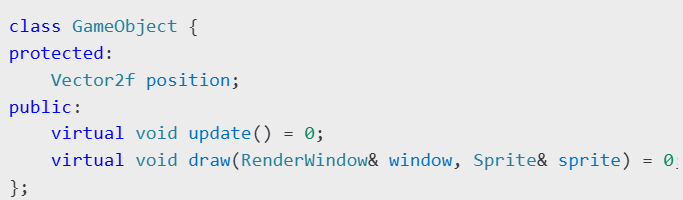 class GameObject {
protected:
    Vector2f position;
public:
    virtual void update() = 0;
    virtual void draw(RenderWindow& window, Sprite& sprite) = 0;
};